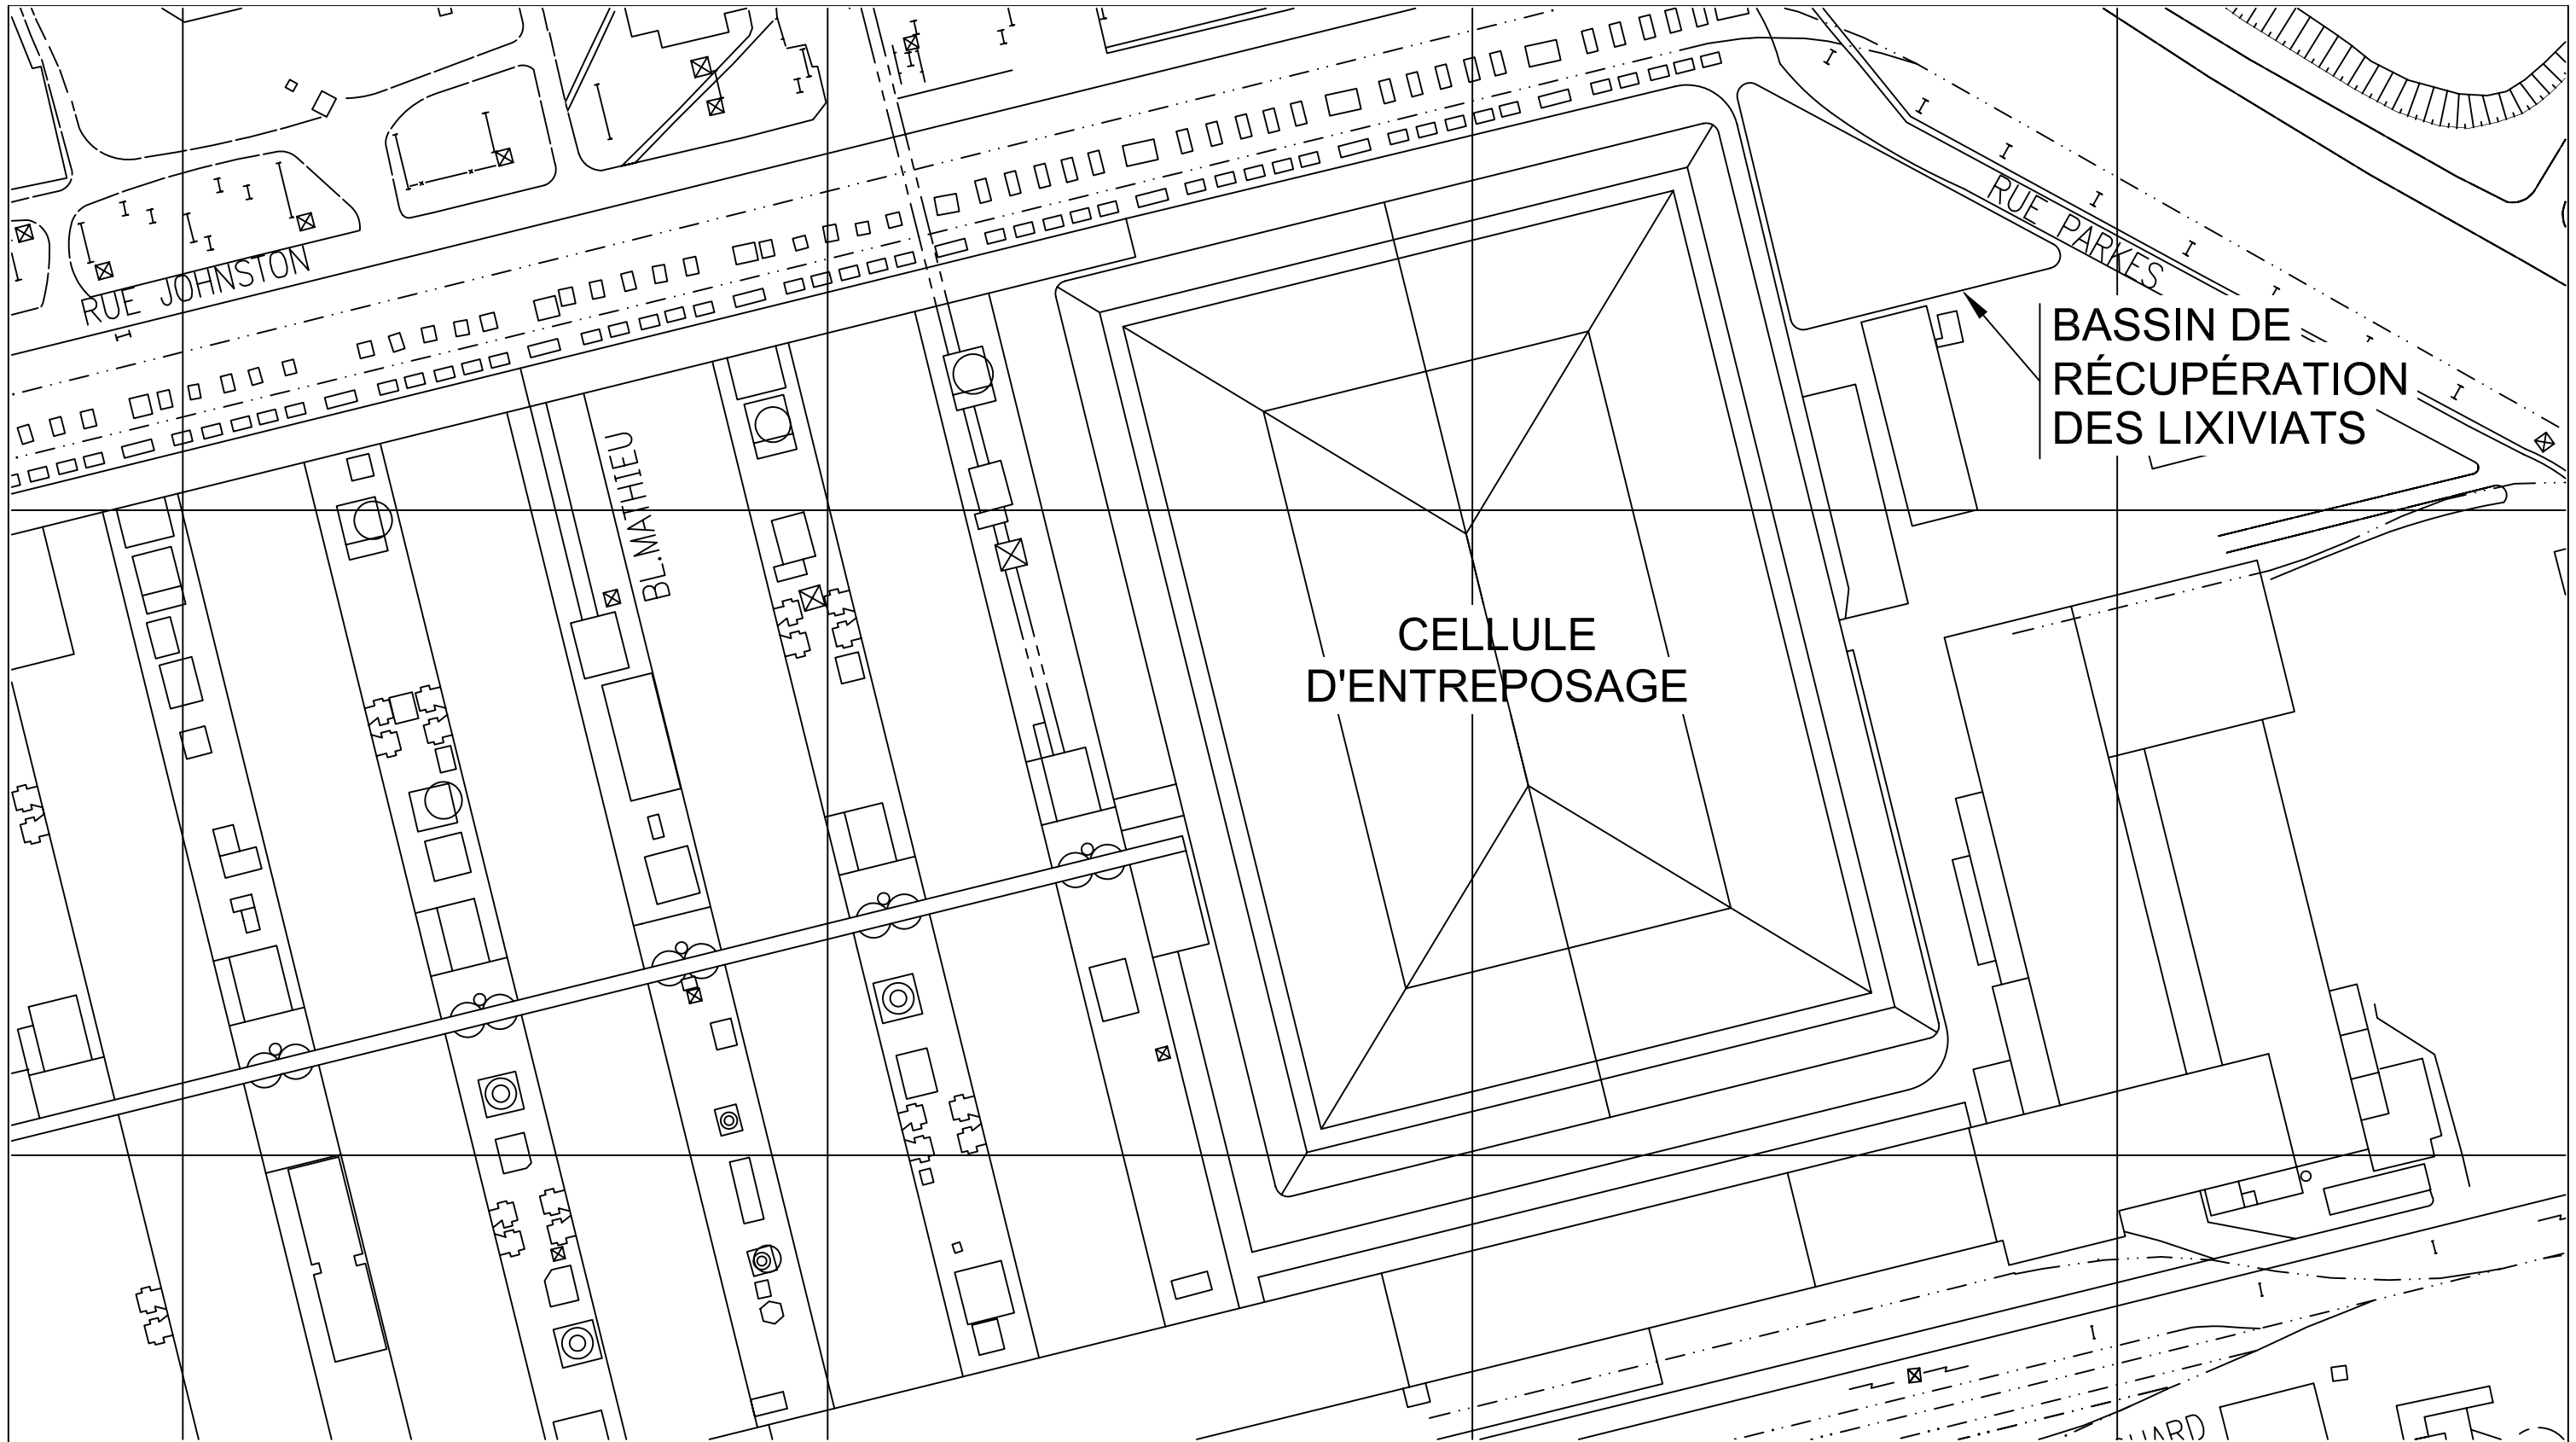 RUE JOHNSTON
RUE PARKES
BASSIN DE
RÉCUPÉRATION
DES LIXIVIATS
BL.MATHIEU
CELLULE
D'ENTREPOSAGE